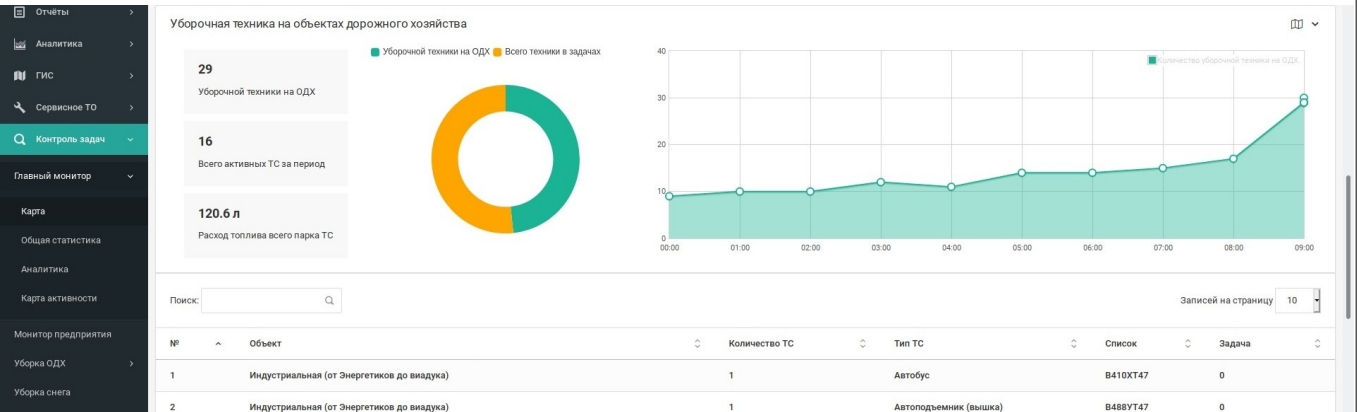 Отчёты
Аналитика
ГИС
Сервисное ТО
Контроль задач
Главный монитор
Карта
Общая статистика
Аналитика
Карта активности
Монитор предприятия
Уборка ОДХ
Уборка снега
Уборочная техника на объектах дорожного хозяйства
29
Уборочной техники на ОДХ
16
Всего активных ТС за период
120.6 л
Расход топлива всего парка ТС
Уборочной техники на ОДХ Всего техники в задачах
Количество уборочной техники на ОДХ
40
30
20
10
0
00:00 01:00 02:00 03:00 04:00 05:00 06:00 07:00 08:00 09:00
Поиск:
Записей на страницу 10
№ Объект Количество ТС Тип ТС Список Задача
1 Индустриальная (от Энергетиков до виадука) 1 Автобус В410ХТ47 0
2 Индустриальная (от Энергетиков до виадука) 1 Автоподъемник (вышка) В488УТ47 0